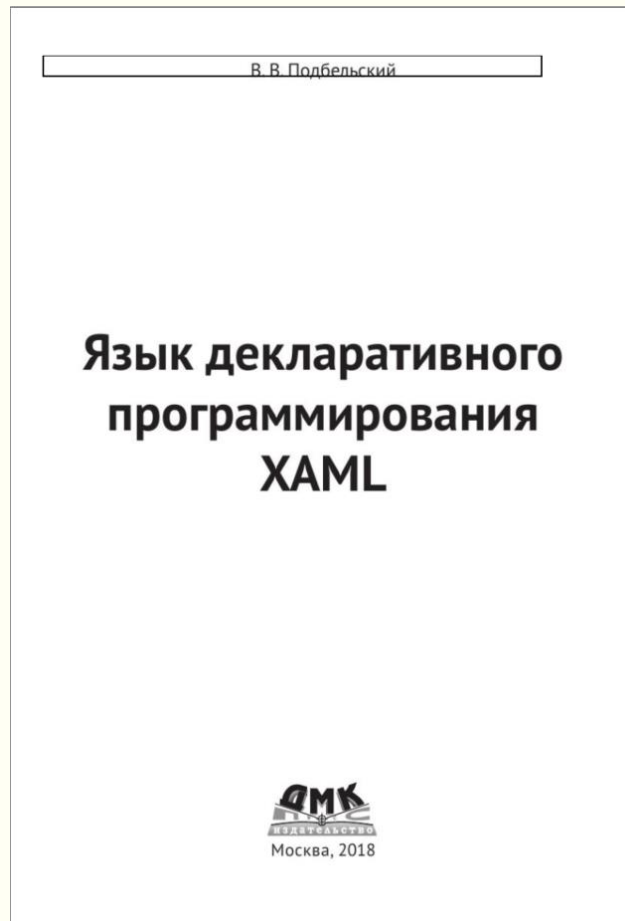 В. В. Подбельский
Язык декларативного
программирования
XAML
ДМК
издательство
Москва, 2018